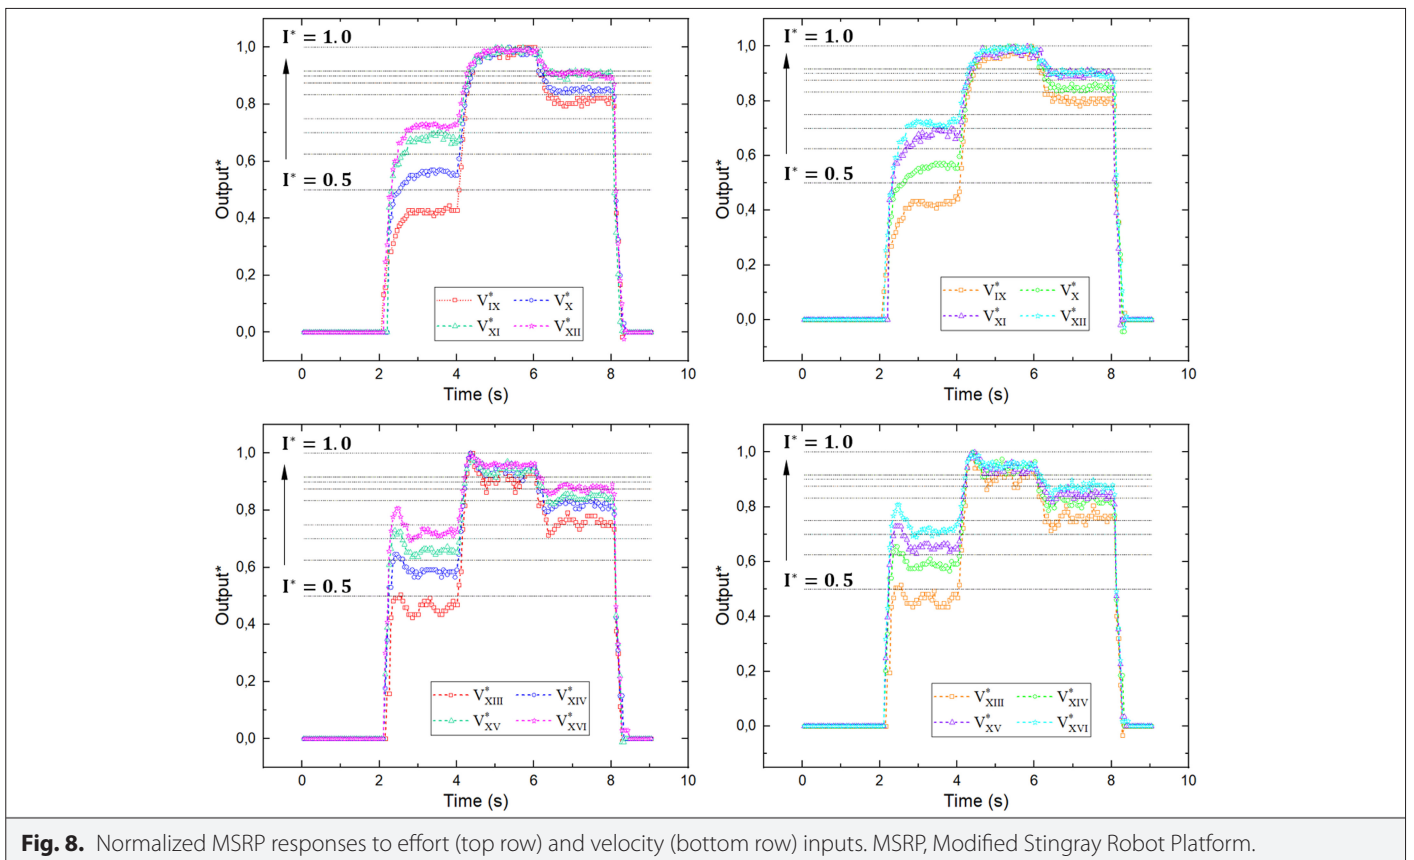 I* = 1.0
1,0
0,8
0,6
I* = 0.5
0,4
0,2
0,0
Output*
V*IX V*X
V*XI V*XII
0 2 4 6 8 10
Time (s)
I* = 1.0
1,0
0,8
0,6
I* = 0.5
0,4
0,2
0,0
Output*
V*IX V*X
V*XI V*XII
0 2 4 6 8 10
Time (s)
I* = 1.0
1,0
0,8
0,6
I* = 0.5
0,4
0,2
0,0
Output*
V*XIII V*XIV
V*XV V*XVI
0 2 4 6 8 10
Time (s)
I* = 1.0
1,0
0,8
0,6
I* = 0.5
0,4
0,2
0,0
Output*
V*XIII V*XIV
V*XV V*XVI
0 2 4 6 8 10
Time (s)
Fig. 8. Normalized MSRP responses to effort (top row) and velocity (bottom row) inputs. MSRP, Modified Stingray Robot Platform.